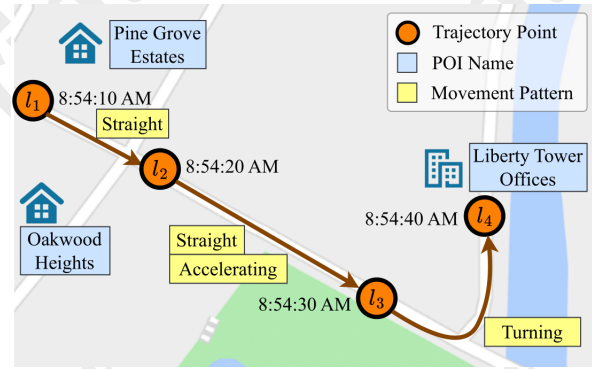 Pine Grove
Estates
Trajectory Point
POI Name
Movement Pattern
l1
8:54:10 AM
Straight
l2
8:54:20 AM
Liberty Tower
Offices
Oakwood
Heights
Straight
Accelerating
8:54:40 AM
l4
8:54:30 AM
l3
Turning